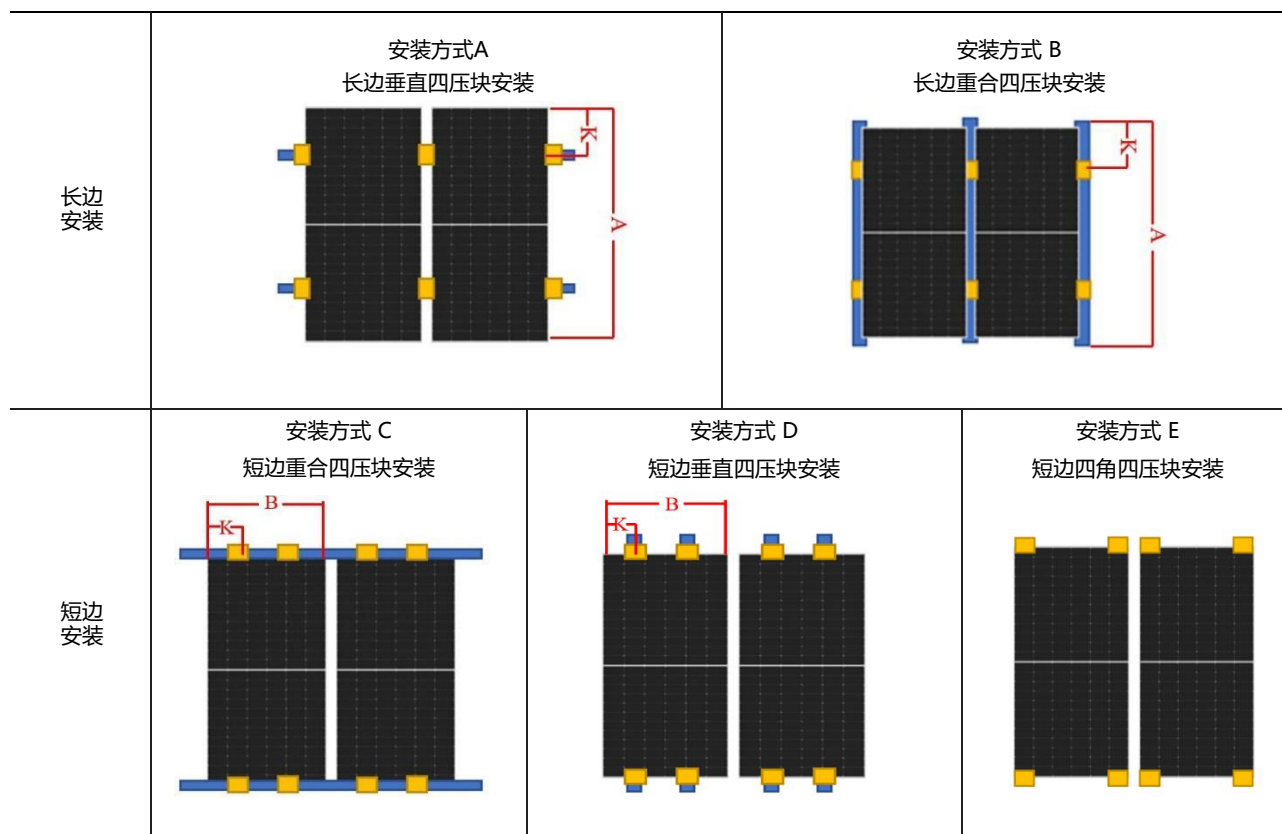 安装方式A
长边垂直四压块安装
K
A
安装方式 B
长边重合四压块安装
K
A
长边
安装
安装方式 C
短边重合四压块安装
B
K
安装方式 D
短边垂直四压块安装
B
K
安装方式 E
短边四角四压块安装
短边
安装